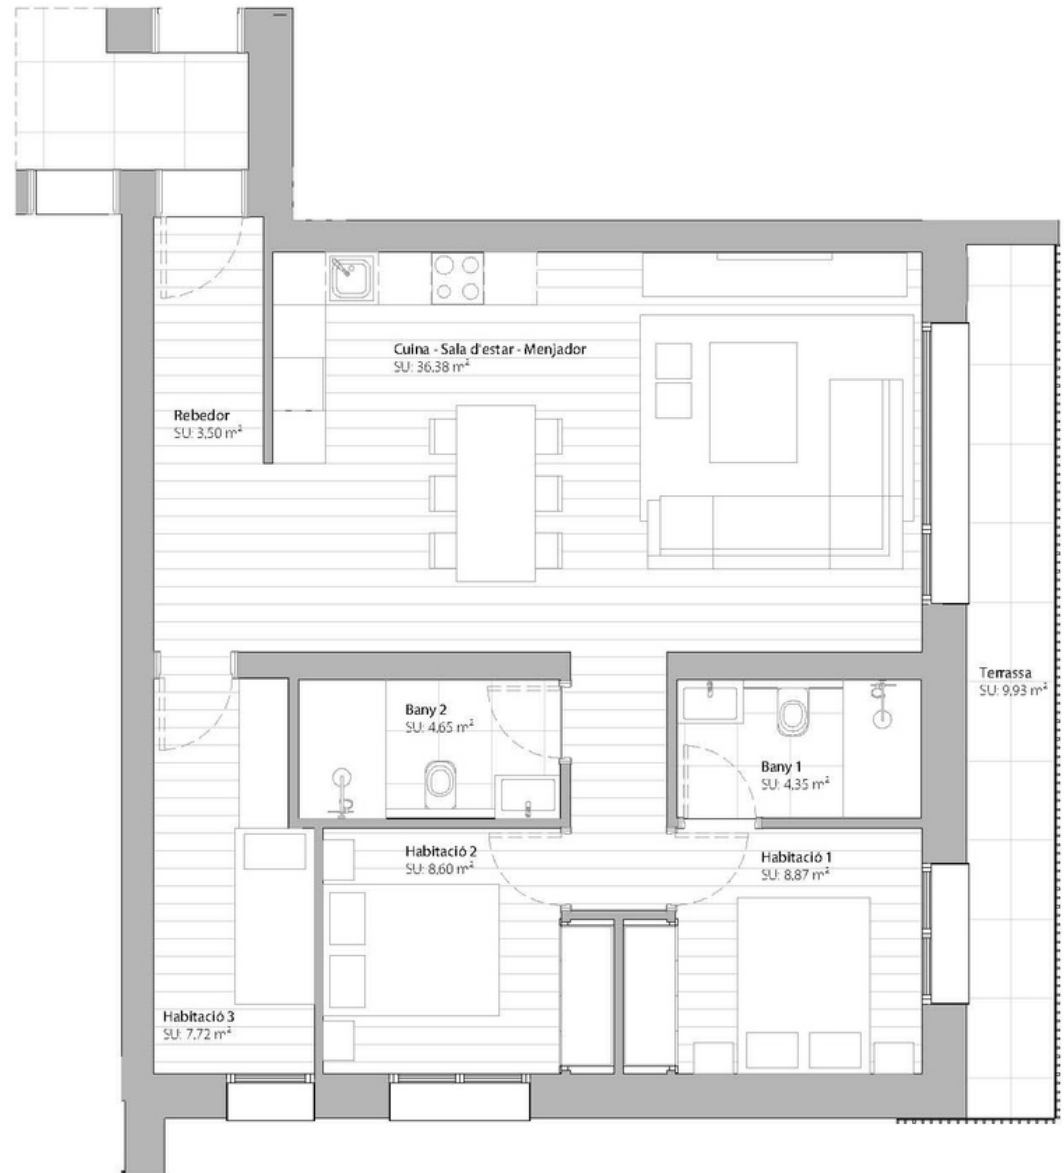 Cuina - Sala d'estar - Menjador
SU: 36,38 m²
Rebedor
SU: 3,50 m²
Terrassa
SU: 9,93 m²
Bany 2
SU: 4,65 m²
Bany 1
SU: 4,35 m²
Habitació 2
SU: 8,60 m²
Habitació 1
SU: 8,87 m²
Habitació 3
SU: 7,72 m²